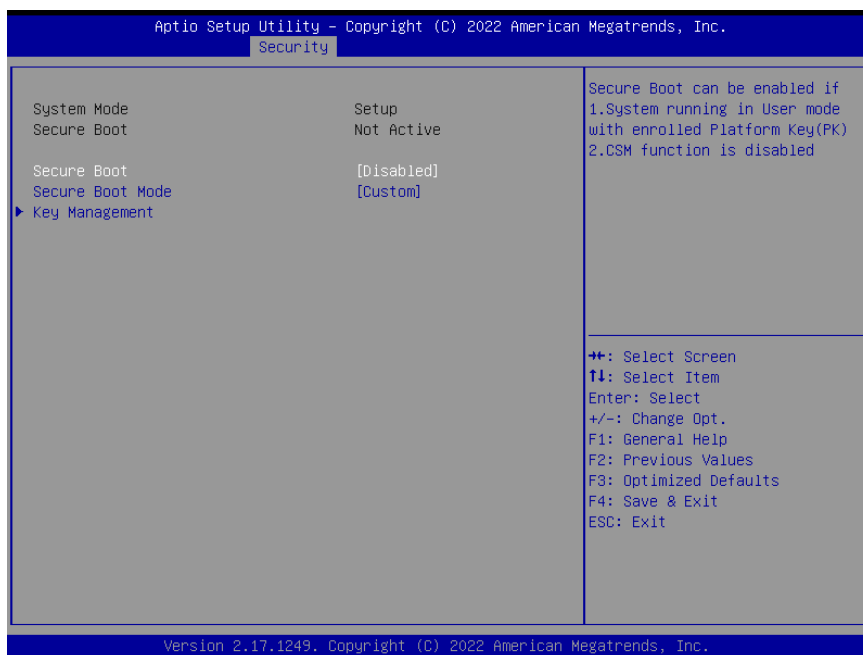 Aptio Setup Utility – Copyright (C) 2022 American Megatrends, Inc.
Security
System Mode Setup
Secure Boot Not Active
Secure Boot [Disabled]
Secure Boot Mode [Custom]
Key Management
Secure Boot can be enabled if
1.System running in User mode
with enrolled Platform Key(PK)
2.CSM function is disabled
→←: Select Screen
↑↓: Select Item
Enter: Select
+/-: Change Opt.
F1: General Help
F2: Previous Values
F3: Optimized Defaults
F4: Save & Exit
ESC: Exit
Version 2.17.1249. Copyright (C) 2022 American Megatrends, Inc.